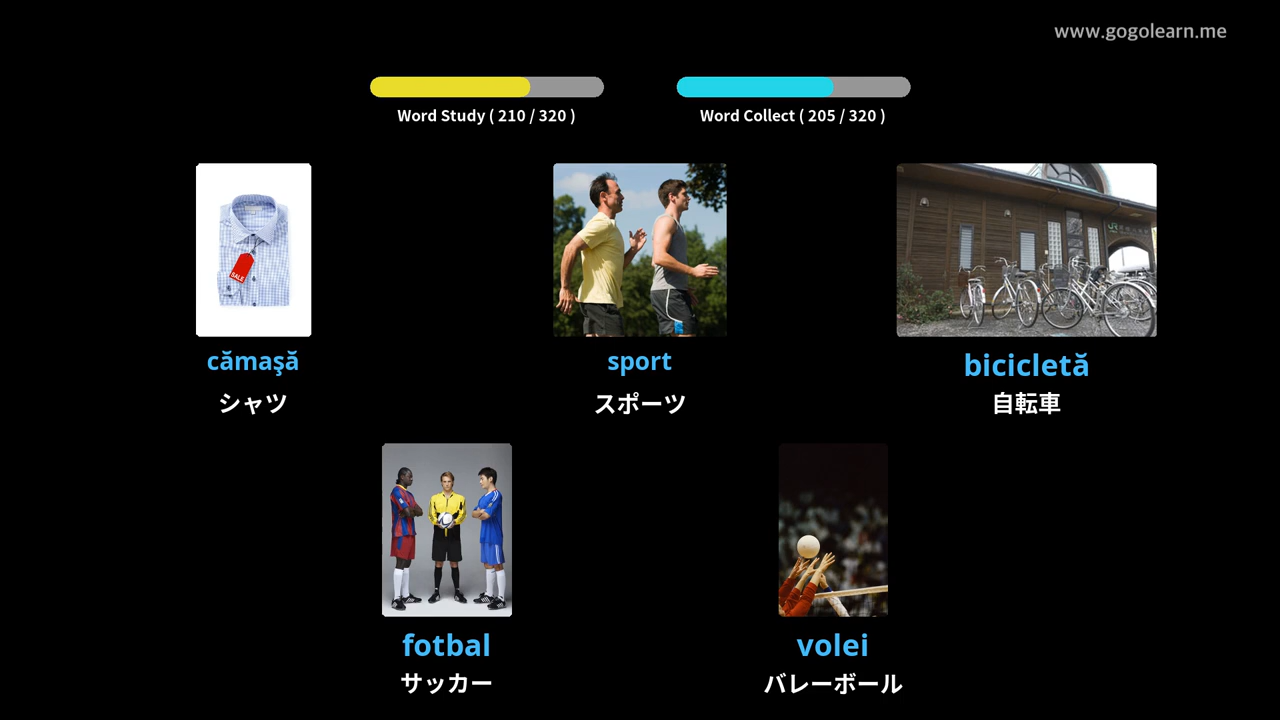 www.gogolearn.me
Word Study ( 210 / 320 )
Word Collect ( 205 / 320 )
SALE
cămaşă
sport
bicicletă
シャツ
スポーツ
自転車
fotbal
volei
サッカー
バレーボール